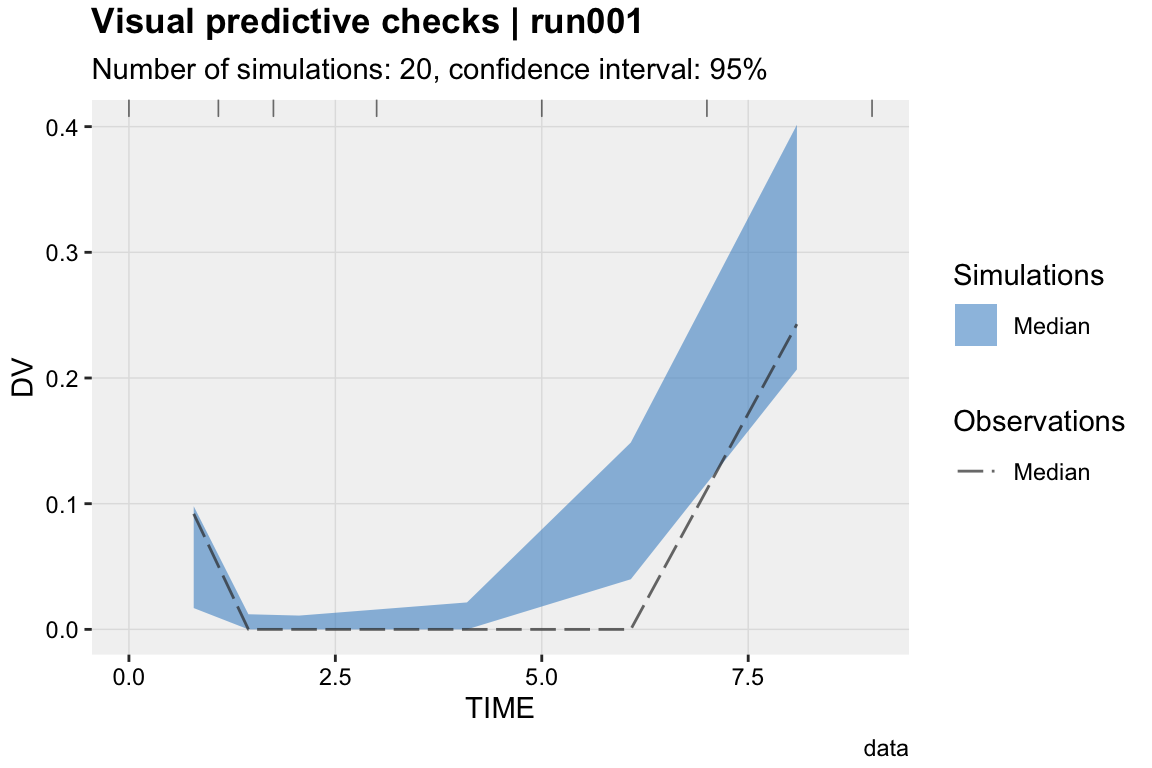 Visual predictive checks | run001
Number of simulations: 20, confidence interval: 95%
0.4
0.3
0.2
0.1
0.0
DV
0.0 2.5 5.0 7.5
TIME
Simulations
Median
Observations
Median
data